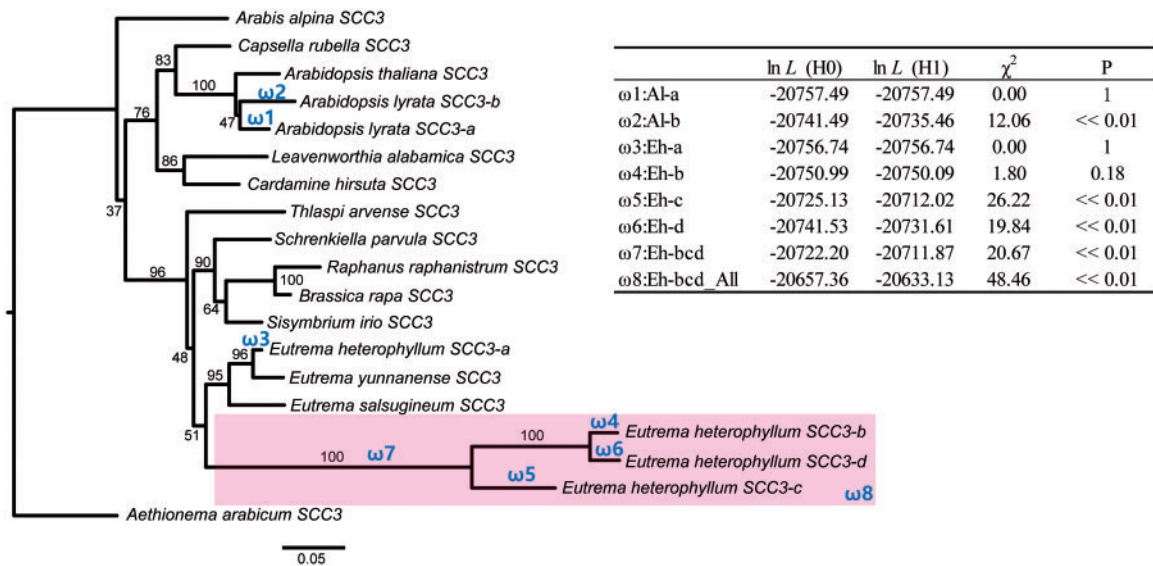 Arabis alpina SCC3
Capsella rubella SCC3
83
Arabidopsis thaliana SCC3
100
ω2
Arabidopsis lyrata SCC3-b
76
47
ω1
Arabidopsis lyrata SCC3-a
Leavenworthia alabamica SCC3
86
Cardamine hirsuta SCC3
37
Thlaspi arvense SCC3
Schrenkiella parvula SCC3
90
96
Raphanus raphanistrum SCC3
100
Brassica rapa SCC3
64
Sisymbrium irio SCC3
ω3
48
96
Eutrema heterophyllum SCC3-a
95
Eutrema yunnanense SCC3
Eutrema salsugineum SCC3
51
ω4
100
Eutrema heterophyllum SCC3-b
100
ω7
ω6
Eutrema heterophyllum SCC3-d
ω5
Eutrema heterophyllum SCC3-c
ω8
Aethionema arabicum SCC3
0.05
ln L (H0) ln L (H1) χ2 P
ω1:Al-a -20757.49 -20757.49 0.00 1
ω2:Al-b -20741.49 -20735.46 12.06 << 0.01
ω3:Eh-a -20756.74 -20756.74 0.00 1
ω4:Eh-b -20750.99 -20750.09 1.80 0.18
ω5:Eh-c -20725.13 -20712.02 26.22 << 0.01
ω6:Eh-d -20741.53 -20731.61 19.84 << 0.01
ω7:Eh-bcd -20722.20 -20711.87 20.67 << 0.01
ω8:Eh-bcd_All -20657.36 -20633.13 48.46 << 0.01